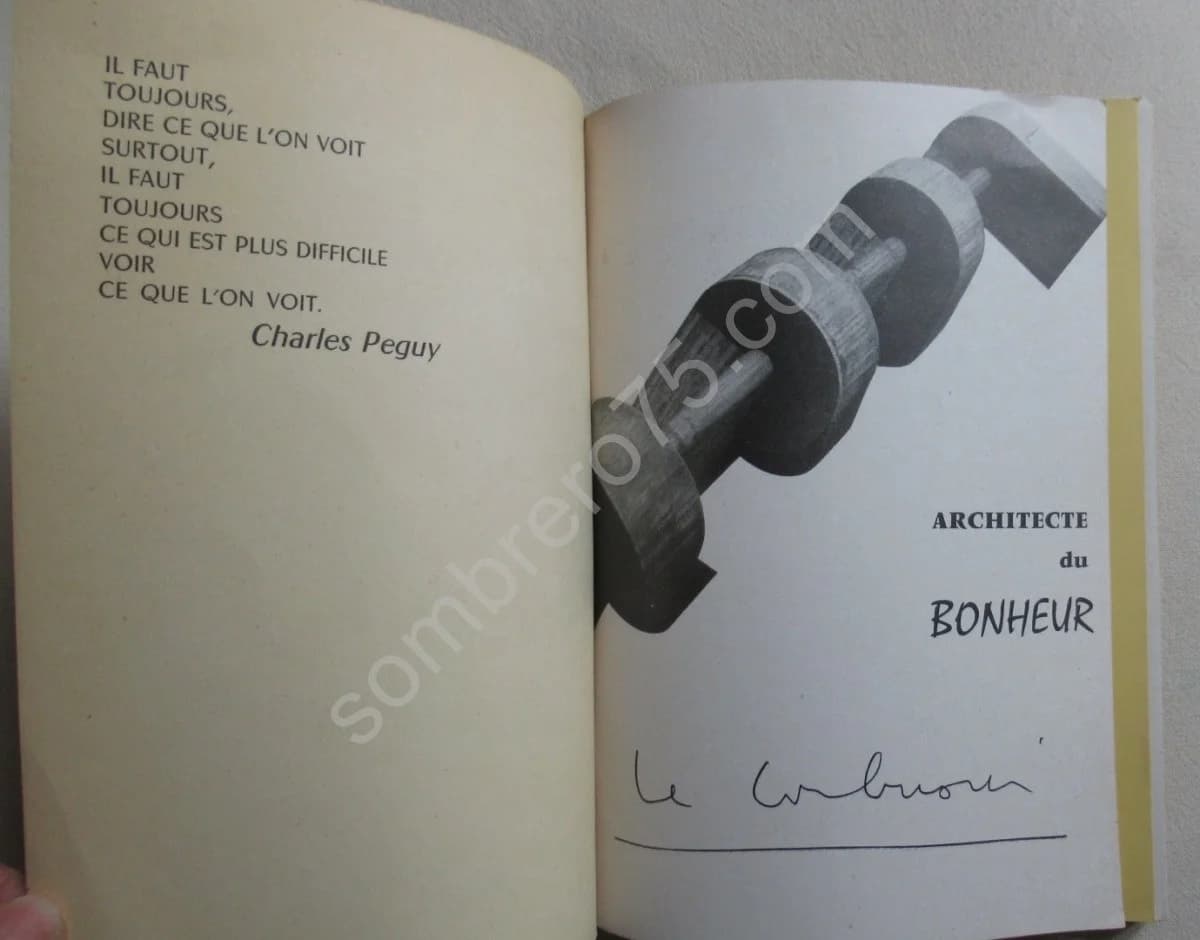 IL FAUT
TOUJOURS,
DIRE CE QUE L'ON VOIT
SURTOUT,
IL FAUT
TOUJOURS
CE QUI EST PLUS DIFFICILE
VOIR
CE QUE L'ON VOIT.
Charles Peguy
ARCHITECTE
du
BONHEUR
Le Corbusier
sombrero75.com